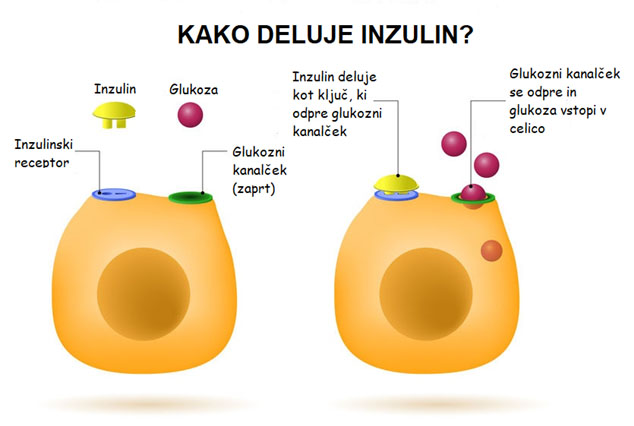 KAKO DELUJE INZULIN?
Inzulin
Glukoza
Inzulinski
receptor
Glukozni
kanalček
(zaprt)
Inzulin deluje
kot ključ, ki
odpre glukozni
kanalček
Glukozni kanalček
se odpre in
glukoza vstopi v
celico